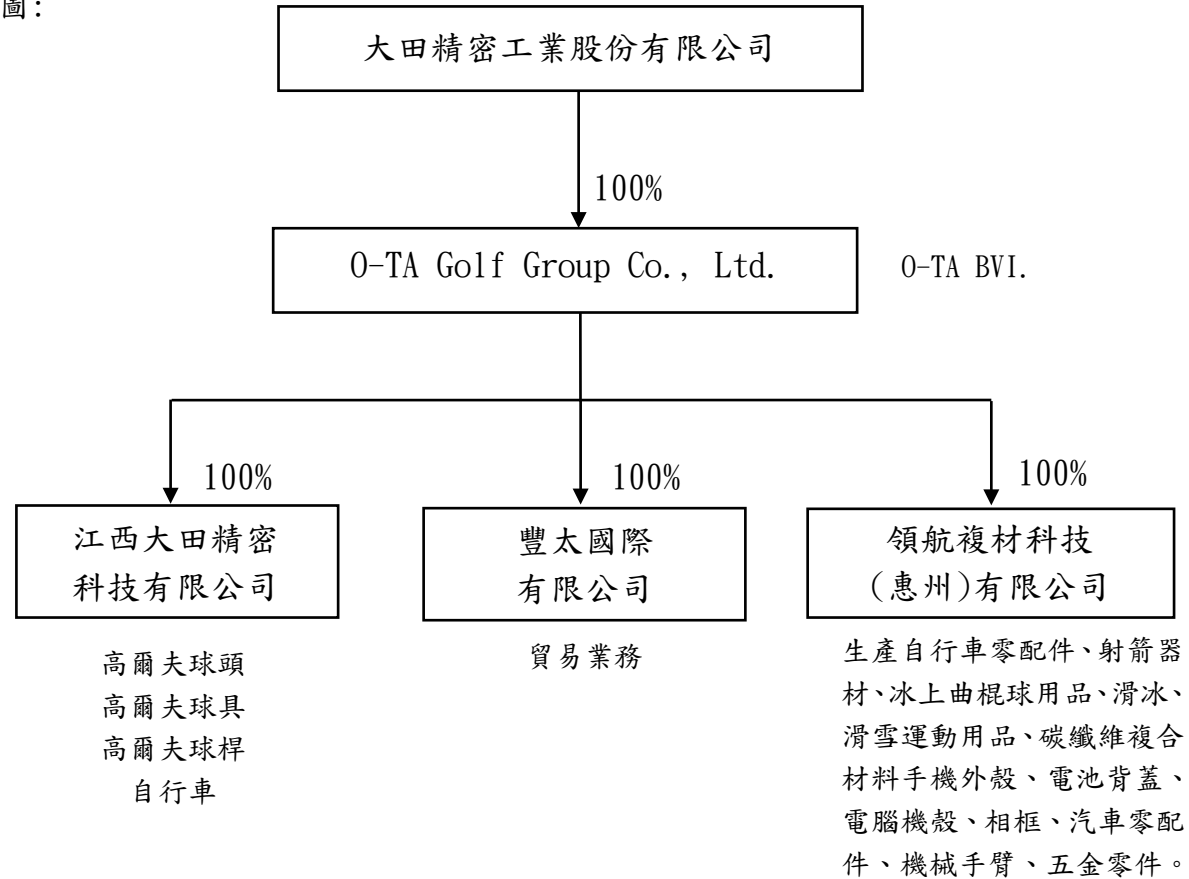 圖:
大田精密工業股份有限公司
100%
O-TA Golf Group Co., Ltd.
O-TA BVI.
100%
100%
100%
江西大田精密
科技有限公司
豐太國際
有限公司
領航複材科技
(惠州)有限公司
高爾夫球頭
高爾夫球具
高爾夫球桿
自行車
貿易業務
生產自行車零配件、射箭器
材、冰上曲棍球用品、滑冰、
滑雪運動用品、碳纖維複合
材料手機外殼、電池背蓋、
電腦機殼、相框、汽車零配
件、機械手臂、五金零件。